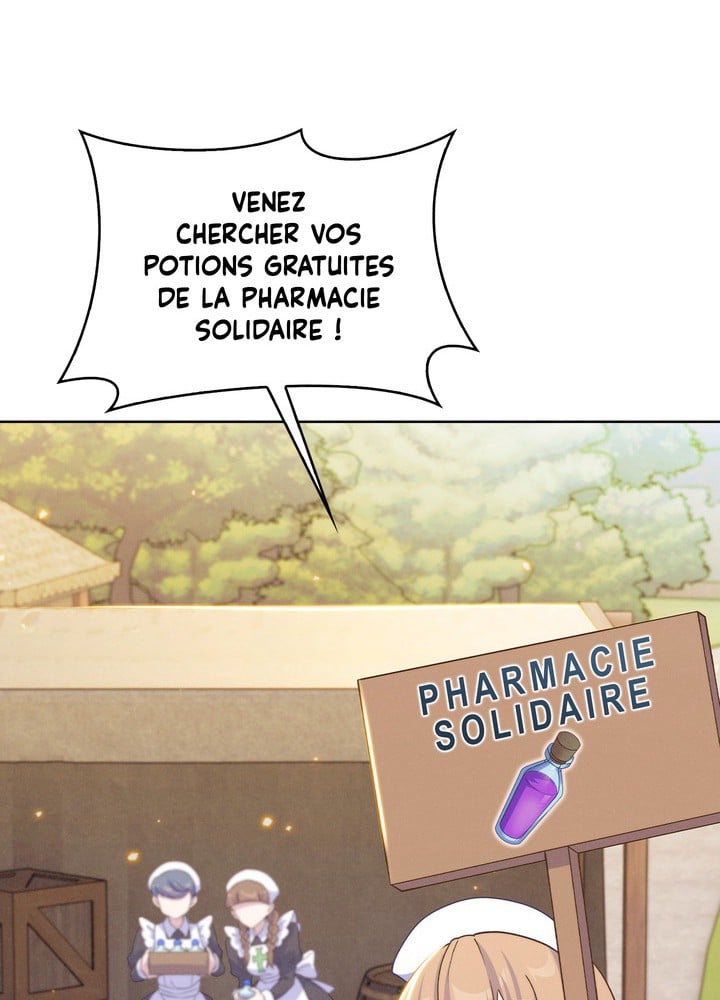 VENEZ
CHERCHER VOS
POTIONS GRATUITES
DE LA PHARMACIE
SOLIDAIRE !
PHARMACIE
SOLIDAIRE